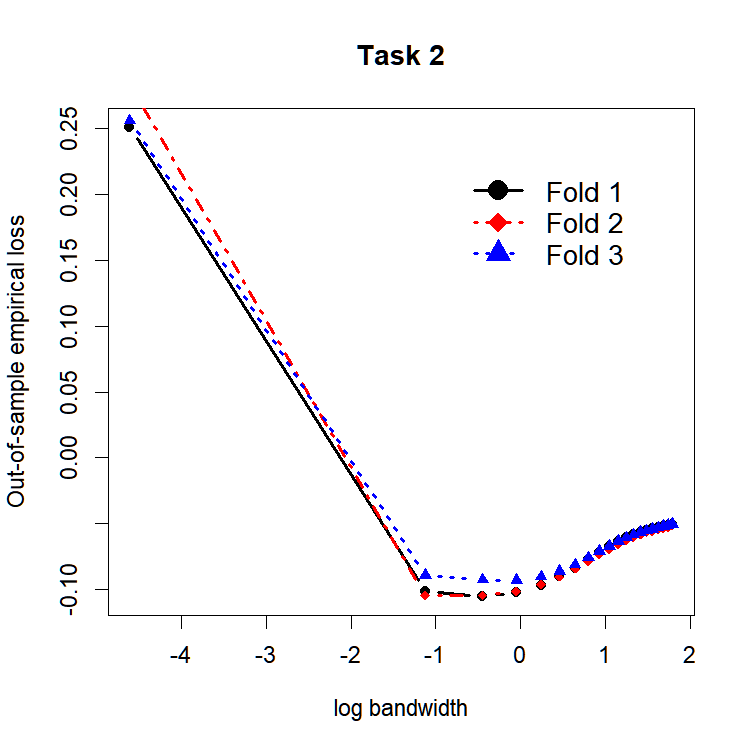 Task 2
Out-of-sample empirical loss
0.25
0.20
0.15
0.10
0.05
0.00
-0.10
Fold 1
Fold 2
Fold 3
-4 -3 -2 -1 0 1 2
log bandwidth